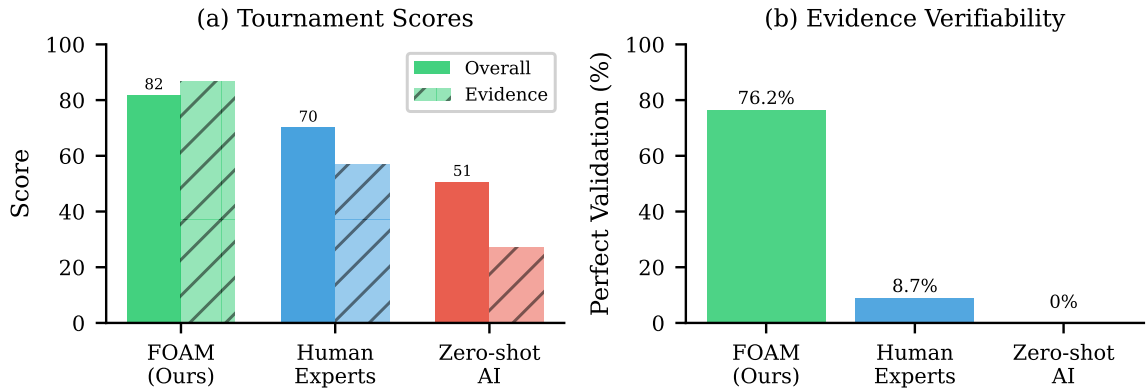 (a) Tournament Scores
Score
100
80
60
40
20
0
82
70
51
Overall
Evidence
FOAM
(Ours)
Human
Experts
Zero-shot
AI
(b) Evidence Verifiability
Perfect Validation (%)
100
80
60
40
20
0
76.2%
8.7%
0%
FOAM
(Ours)
Human
Experts
Zero-shot
AI